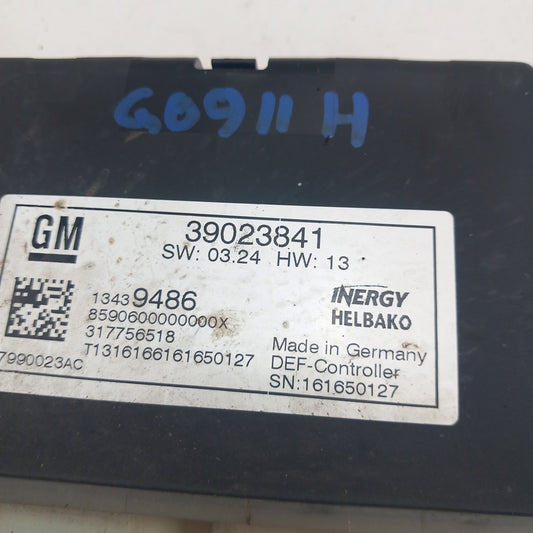 G0911 H
GM
39023841
SW: 03.24 HW: 13
13439486
8590600000000X
317756518
T1316166161650127
7990023AC
INERGY
HELBAKO
Made in Germany
DEF-Controller
SN:161650127